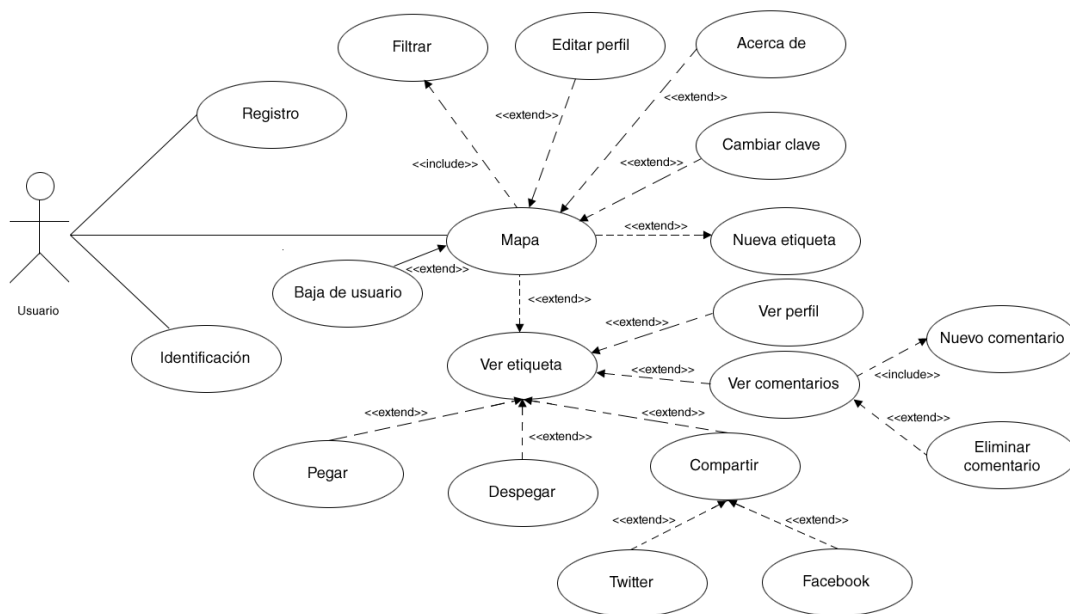 Filtrar
Editar perfil
Acerca de
<<extend>>
Registro
<<extend>>
Cambiar clave
<<include>>
<<extend>>
Mapa
<<extend>>
Nueva etiqueta
<<extend>>
Baja de usuario
Usuario
<<extend>>
Ver perfil
<<extend>>
Nuevo comentario
Identificación
Ver etiqueta
<<extend>>
Ver comentarios
<<include>>
<<extend>>
<<extend>>
<<extend>>
<<extend>>
Eliminar
comentario
Pegar
Despegar
Compartir
<<extend>>
<<extend>>
Twitter
Facebook